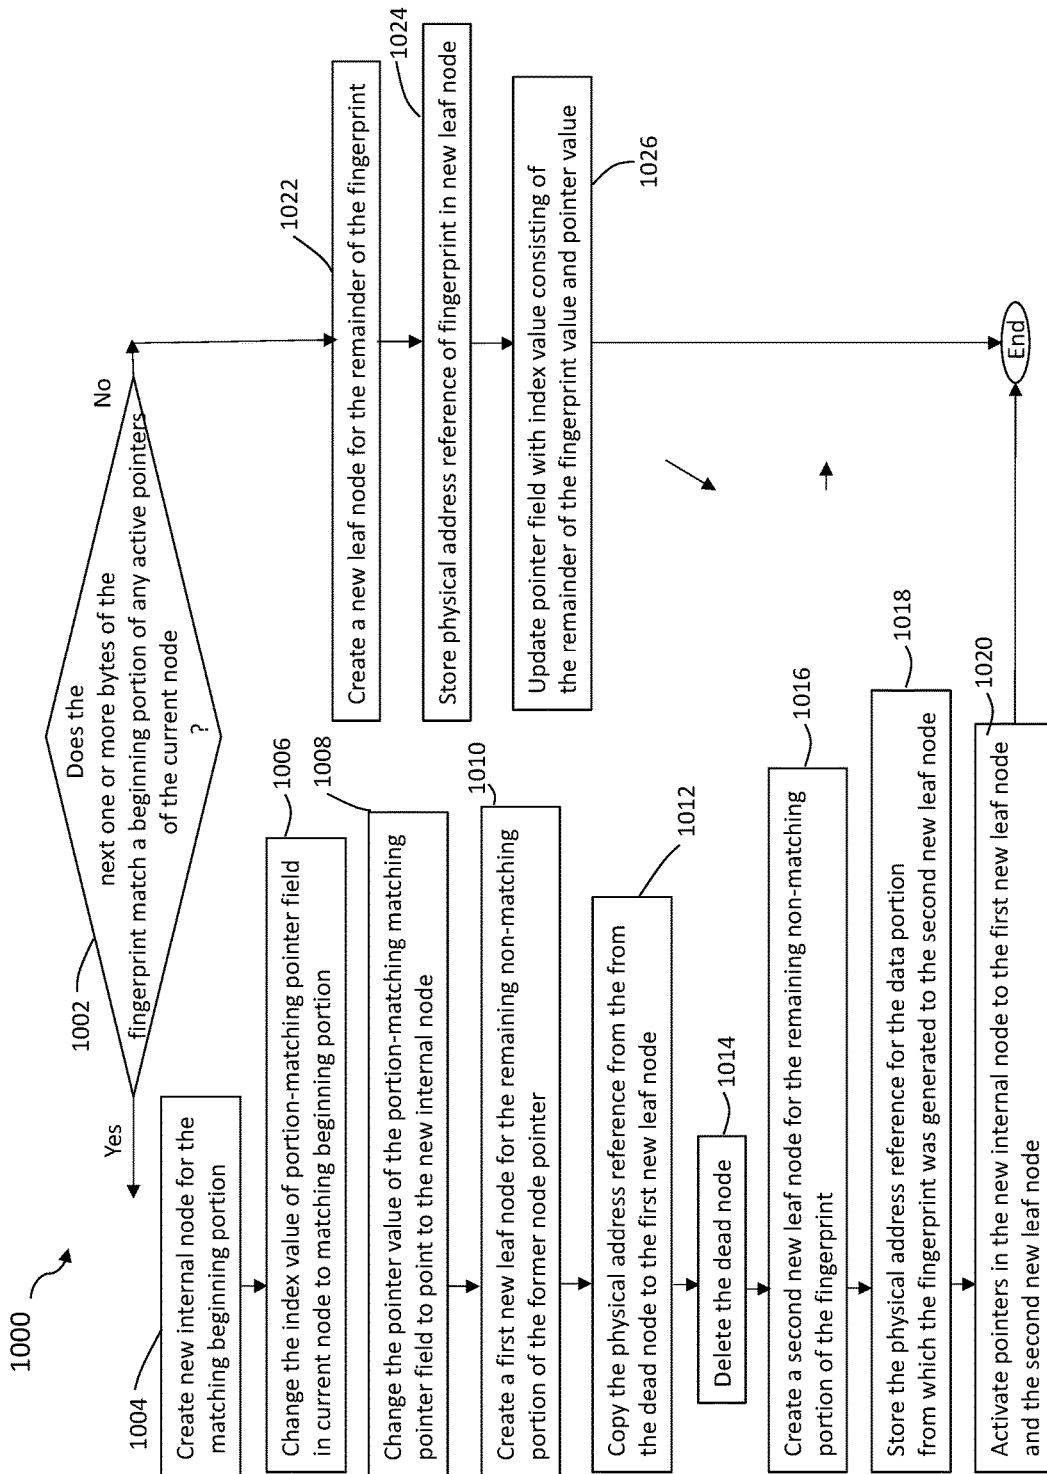 1000
1002
Does the
next one or more bytes of the
fingerprint match a beginning portion of any active pointers
of the current node
?
Yes
No
1004
Create new internal node for the
matching beginning portion
1006
Change the index value of portion-matching pointer field
in current node to matching beginning portion
1008
Change the pointer value of the portion-matching matching
pointer field to point to the new internal node
1010
Create a first new leaf node for the remaining non-matching
portion of the former node pointer
1012
Copy the physical address reference from the from
the dead node to the first new leaf node
1014
Delete the dead node
1016
Create a second new leaf node for the remaining non-match
portion of the fingerprint
1018
Store the physical address reference for the data portion
from which the fingerprint was generated to the second new leaf node
1020
Activate pointers in the new internal node to the first new leaf node
and the second new leaf node
1022
Create a new leaf node for the remainder of the fingerprint
1024
Store physical address reference of fingerprint in new leaf node
1026
Update pointer field with index value consisting of
the remainder of the fingerprint value and pointer value
End